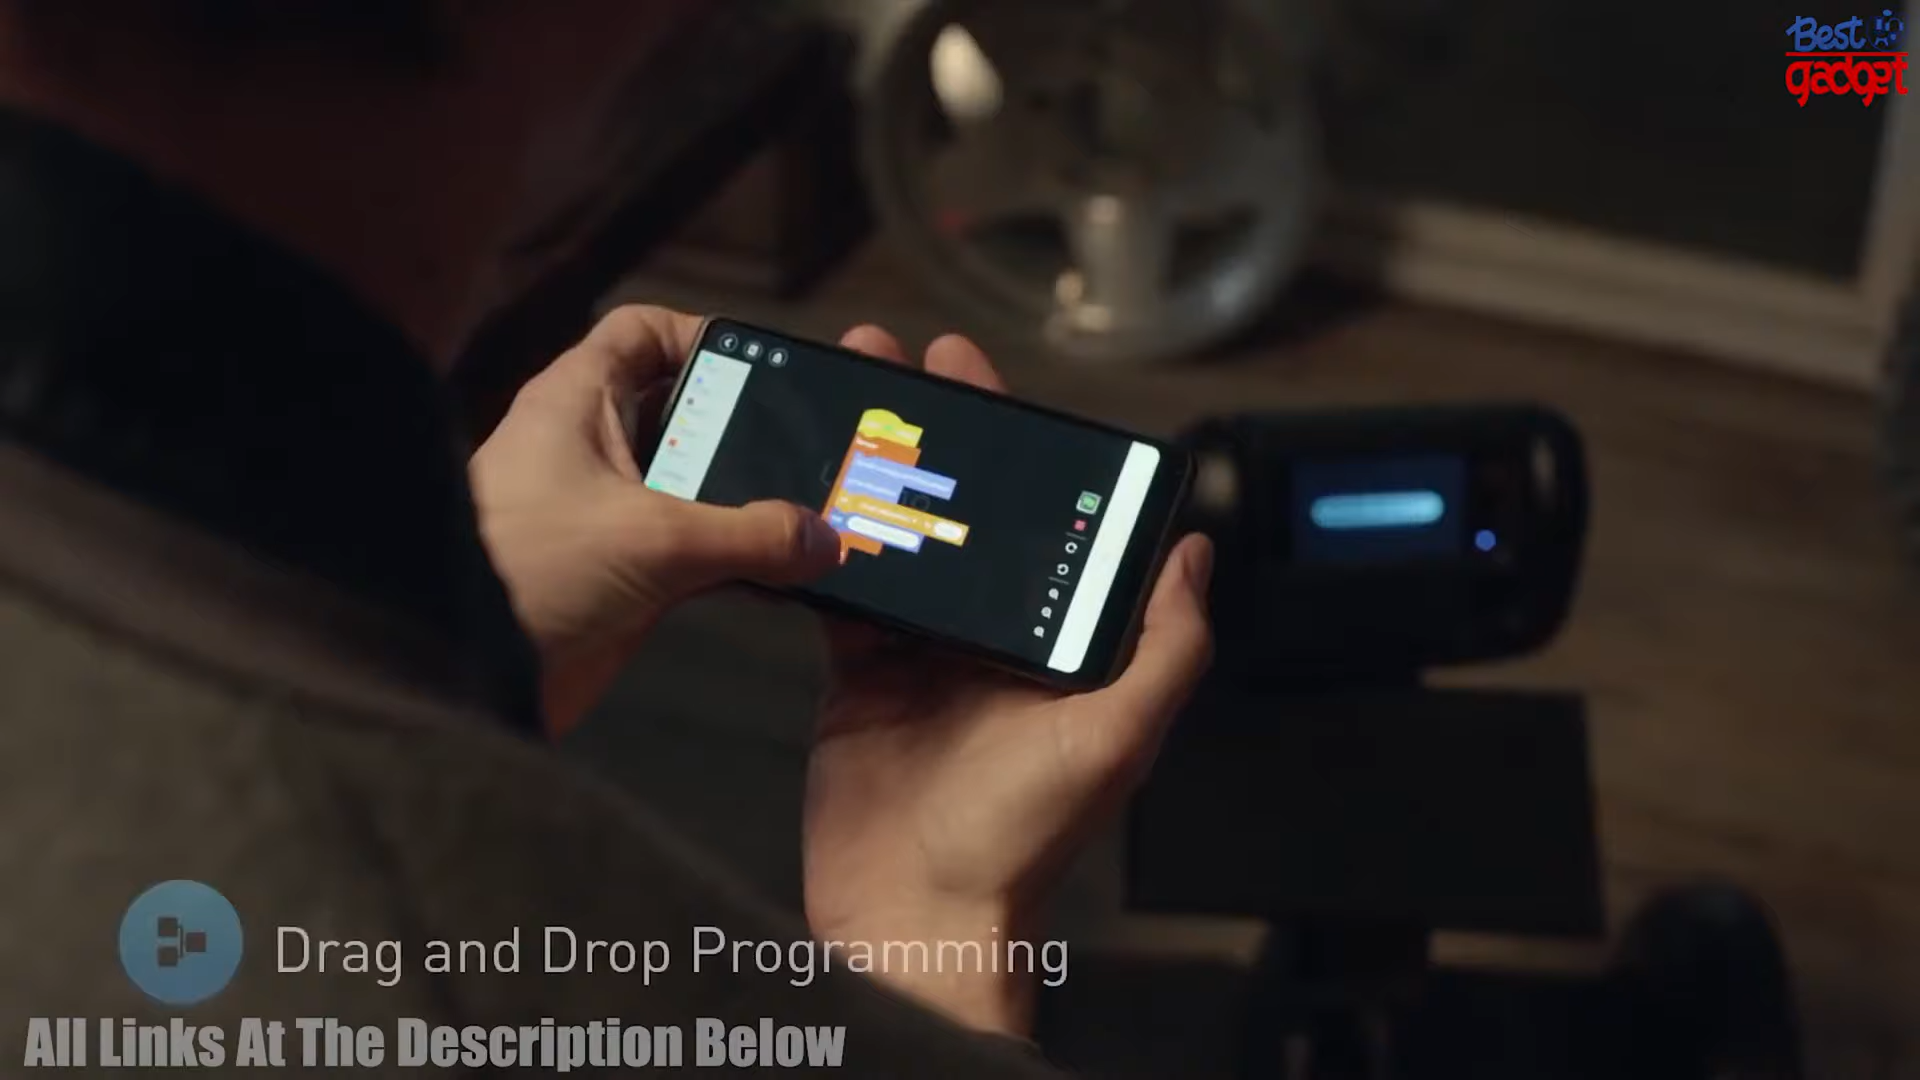 Best
gadget
Drag and Drop Programming
All Links At The Description Below